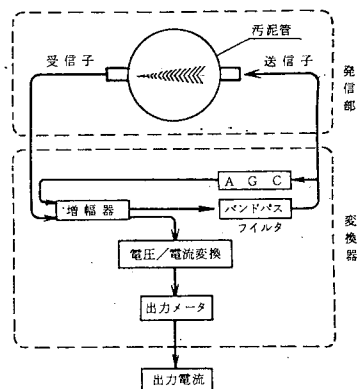 汚泥管
受信子
送信子
発信部
A G C
増幅器
バンドパス
フイルタ
変換器
電圧/電流変換
出力メータ
出力電流